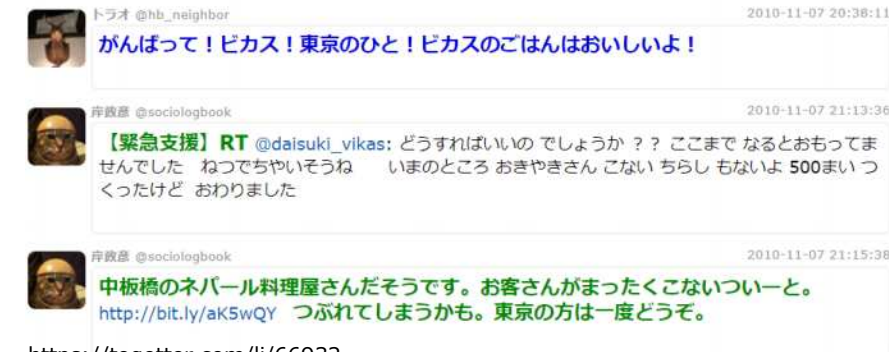 トラオ @hb_neighbor 2010-11-07 20:38:11
がんばって！ビカス！東京のひと！ビカスのごはんはおいしいよ！
岸政彦 @sociologbook 2010-11-07 21:13:36
【緊急支援】RT @daisuki_vikas: どうすればいいの でしょうか ？？ ここまで なるとおもってま
せんでした　ねつでちやいそうね　　いまのところ おきやきさん こない ちらし もないよ 500まい つ
くったけど おわりました
岸政彦 @sociologbook 2010-11-07 21:15:38
中板橋のネパール料理屋さんだそうです。お客さんがまったくこないついーと。
http://bit.ly/aK5wQY　つぶれてしまうかも。東京の方は一度どうぞ。